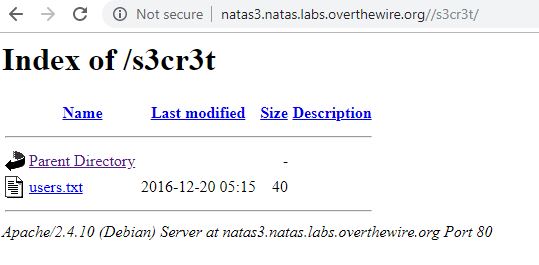 Not secure | natas3.natas.labs.overthewire.org//s3cr3t/
Index of /s3cr3t
Name Last modified Size Description
Parent Directory -
users.txt 2016-12-20 05:15 40
Apache/2.4.10 (Debian) Server at natas3.natas.labs.overthewire.org Port 80